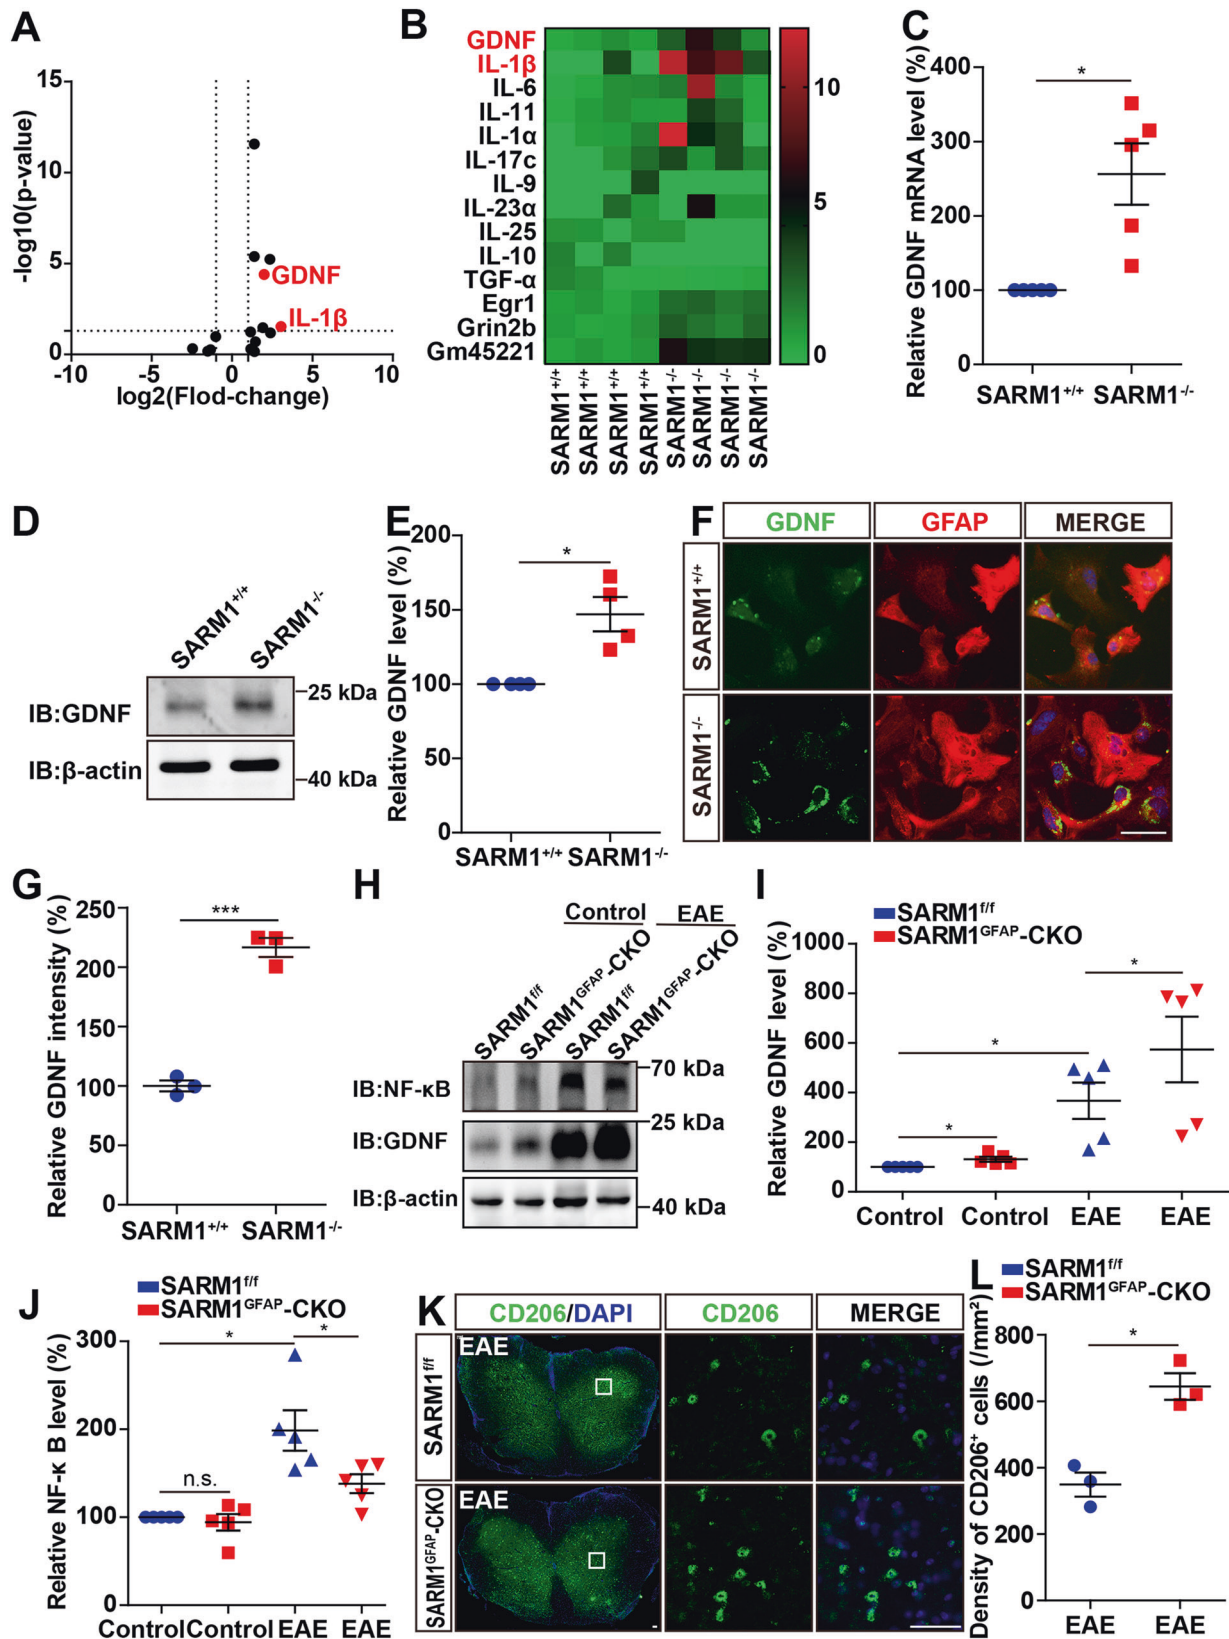 A
15
10
5
0
-log10(p-value)
GDNF
IL-1β
-10
-5
0
5
10
log2(Flod-change)
B
GDNF
IL-1β
IL-6
IL-11
IL-1α
IL-17c
IL-9
IL-23α
IL-25
IL-10
TGF-α
Egr1
Grin2b
Gm45221
SARM1+/+
SARM1+/+
SARM1+/+
SARM1+/+
SARM1-/-
SARM1-/-
SARM1-/-
SARM1-/-
10
5
0
C
Relative GDNF mRNA level (%)
400
300
200
100
0
*
SARM1+/+ SARM1-/-
D
SARM1+/+
SARM1-/-
IB:GDNF
25 kDa
IB:β-actin
40 kDa
E
Relative GDNF level (%)
200
150
100
50
0
*
SARM1+/+ SARM1-/-
F
GDNF
GFAP
MERGE
SARM1+/+
SARM1-/-
G
Relative GDNF intensity (%)
250
200
150
100
50
0
***
SARM1+/+ SARM1-/-
H
Control
EAE
SARM1f/f
SARM1GFAP-CKO
SARM1f/f
SARM1GFAP-CKO
IB:NF-κB
70 kDa
25 kDa
IB:GDNF
IB:β-actin
40 kDa
I
SARM1f/f
SARM1GFAP-CKO
Relative GDNF level (%)
1000
800
600
400
200
0
*
*
*
Control
Control
EAE
EAE
J
SARM1f/f
SARM1GFAP-CKO
Relative NF-κ B level (%)
300
200
100
0
n.s.
*
*
Control
Control
EAE
EAE
K
CD206/DAPI
CD206
MERGE
SARM1f/f
EAE
SARM1GFAP-CKO
EAE
L
SARM1f/f
SARM1GFAP-CKO
Density of CD206+ cells (/mm²)
800
600
400
200
0
*
EAE
EAE